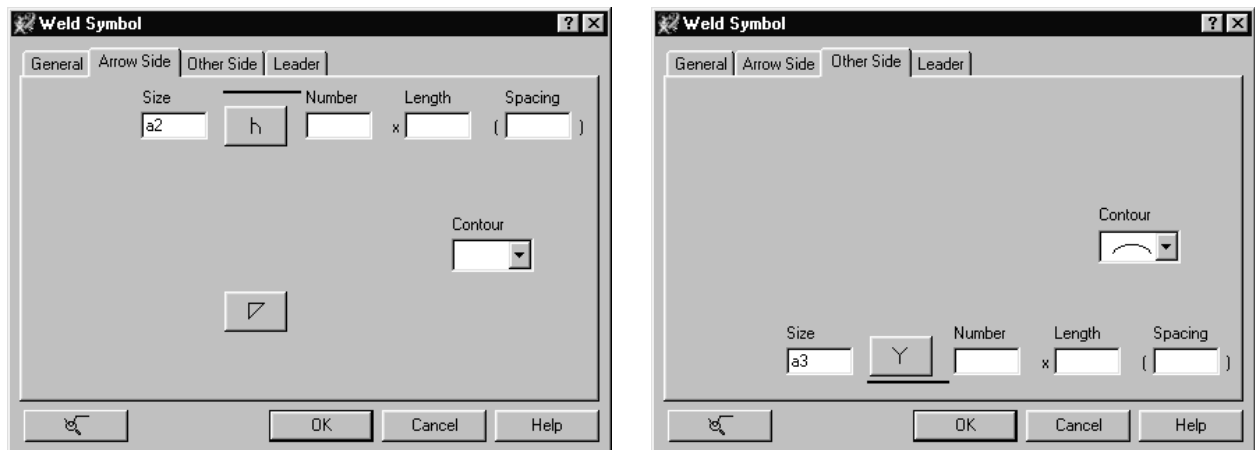 Weld Symbol ? ×
General Arrow Side Other Side Leader
Size Number Length Spacing
a2 x ( )
Contour
OK Cancel Help
Weld Symbol ? ×
General Arrow Side Other Side Leader
Contour
Size Number Length Spacing
a3 x ( )
OK Cancel Help